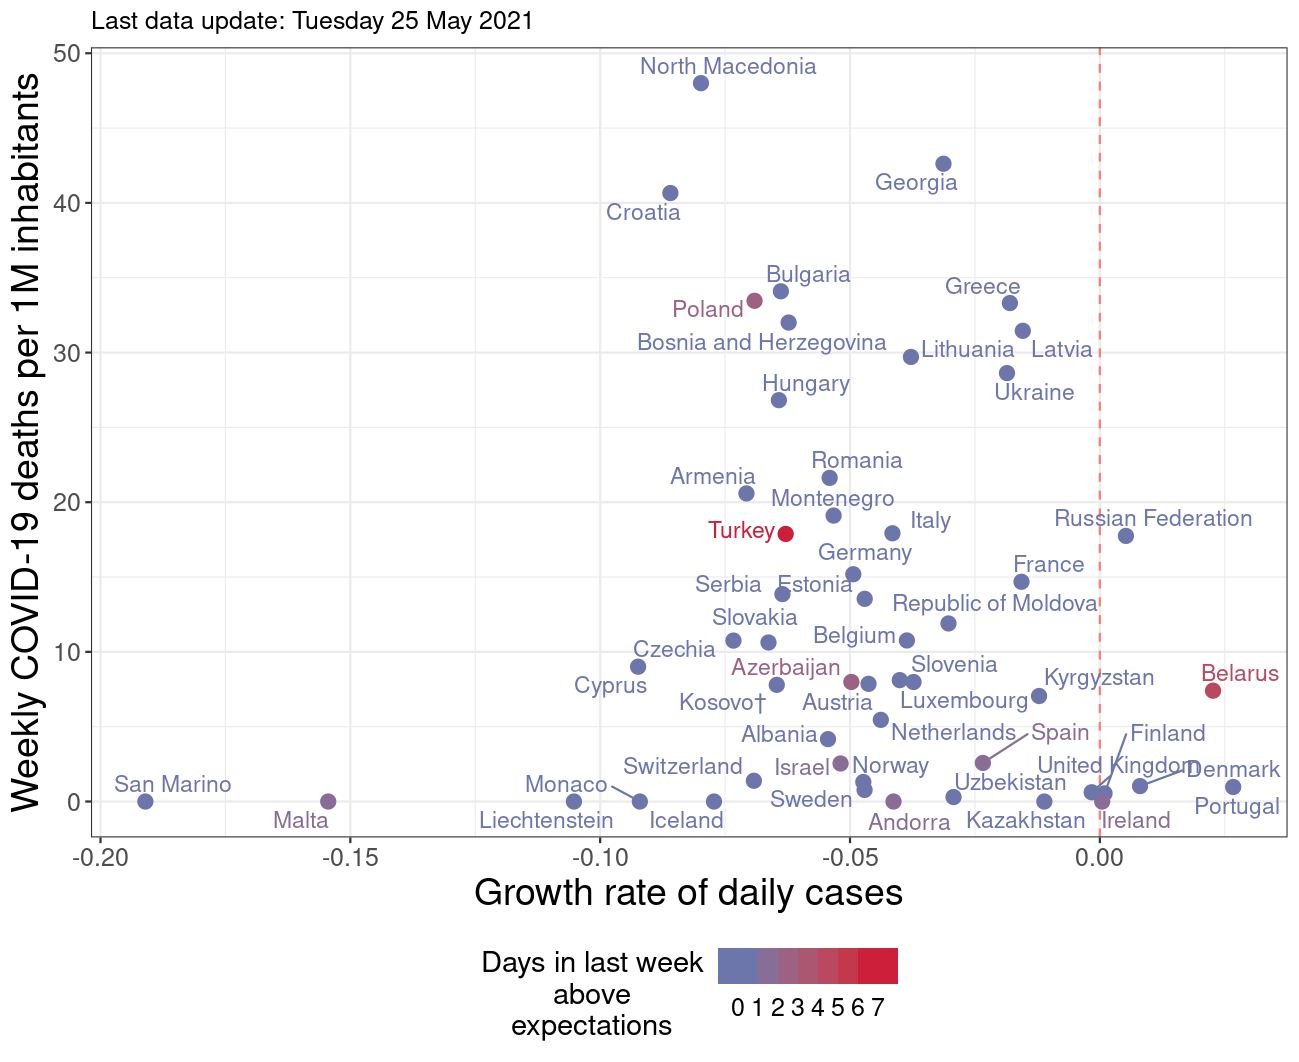 Last data update: Tuesday 25 May 2021
Weekly COVID-19 deaths per 1M inhabitants
50
North Macedonia
Georgia
40
Croatia
Bulgaria
Greece
Poland
Bosnia and Herzegovina
Lithuania
Latvia
30
Hungary
Ukraine
Romania
Armenia
Montenegro
20
Turkey
Italy
Russian Federation
Germany
France
Serbia
Estonia
Republic of Moldova
Slovakia
Belgium
Czechia
10
Azerbaijan
Slovenia
Kyrgyzstan
Belarus
Cyprus
Kosovo†
Austria
Luxembourg
Albania
Netherlands
Spain
Finland
Switzerland
Israel
Norway
United Kingdom
Denmark
San Marino
Monaco
Uzbekistan
0
Sweden
Portugal
Malta
Liechtenstein
Iceland
Andorra
Kazakhstan
Ireland
-0.20
-0.15
-0.10
-0.05
0.00
Growth rate of daily cases
Days in last week
above
expectations
0 1 2 3 4 5 6 7